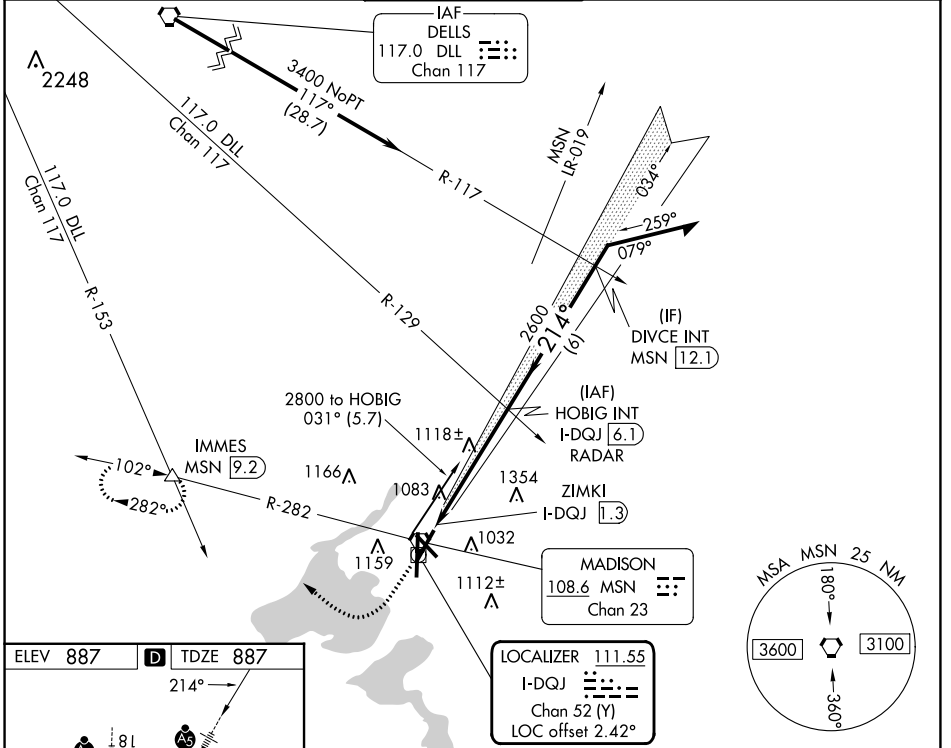 IAF
DELLS
117.0 DLL
Chan 117
2248
3400 NoPT
117°
(28.7)
117.0 DLL
Chan 117
MSN
LR-019
034°
R-117
117.0 DLL
Chan 117
259°
079°
R-153
R-129
2600
214°
(6)
(IF)
DIVCE INT
MSN 12.1
2800 to HOBIG
031° (5.7)
(IAF)
HOBIG INT
I-DQJ 6.1
RADAR
1118±
IMMES
MSN 9.2
102°
282°
R-282
1166
1083
1354
ZIMKI
I-DQJ 1.3
1159
1032
1112±
MADISON
108.6 MSN
Chan 23
MSA MSN 25 NM
180°
3600
3100
360°
LOCALIZER 111.55
I-DQJ
Chan 52 (Y)
LOC offset 2.42°
ELEV 887 D TDZE 887
214°
18
A5